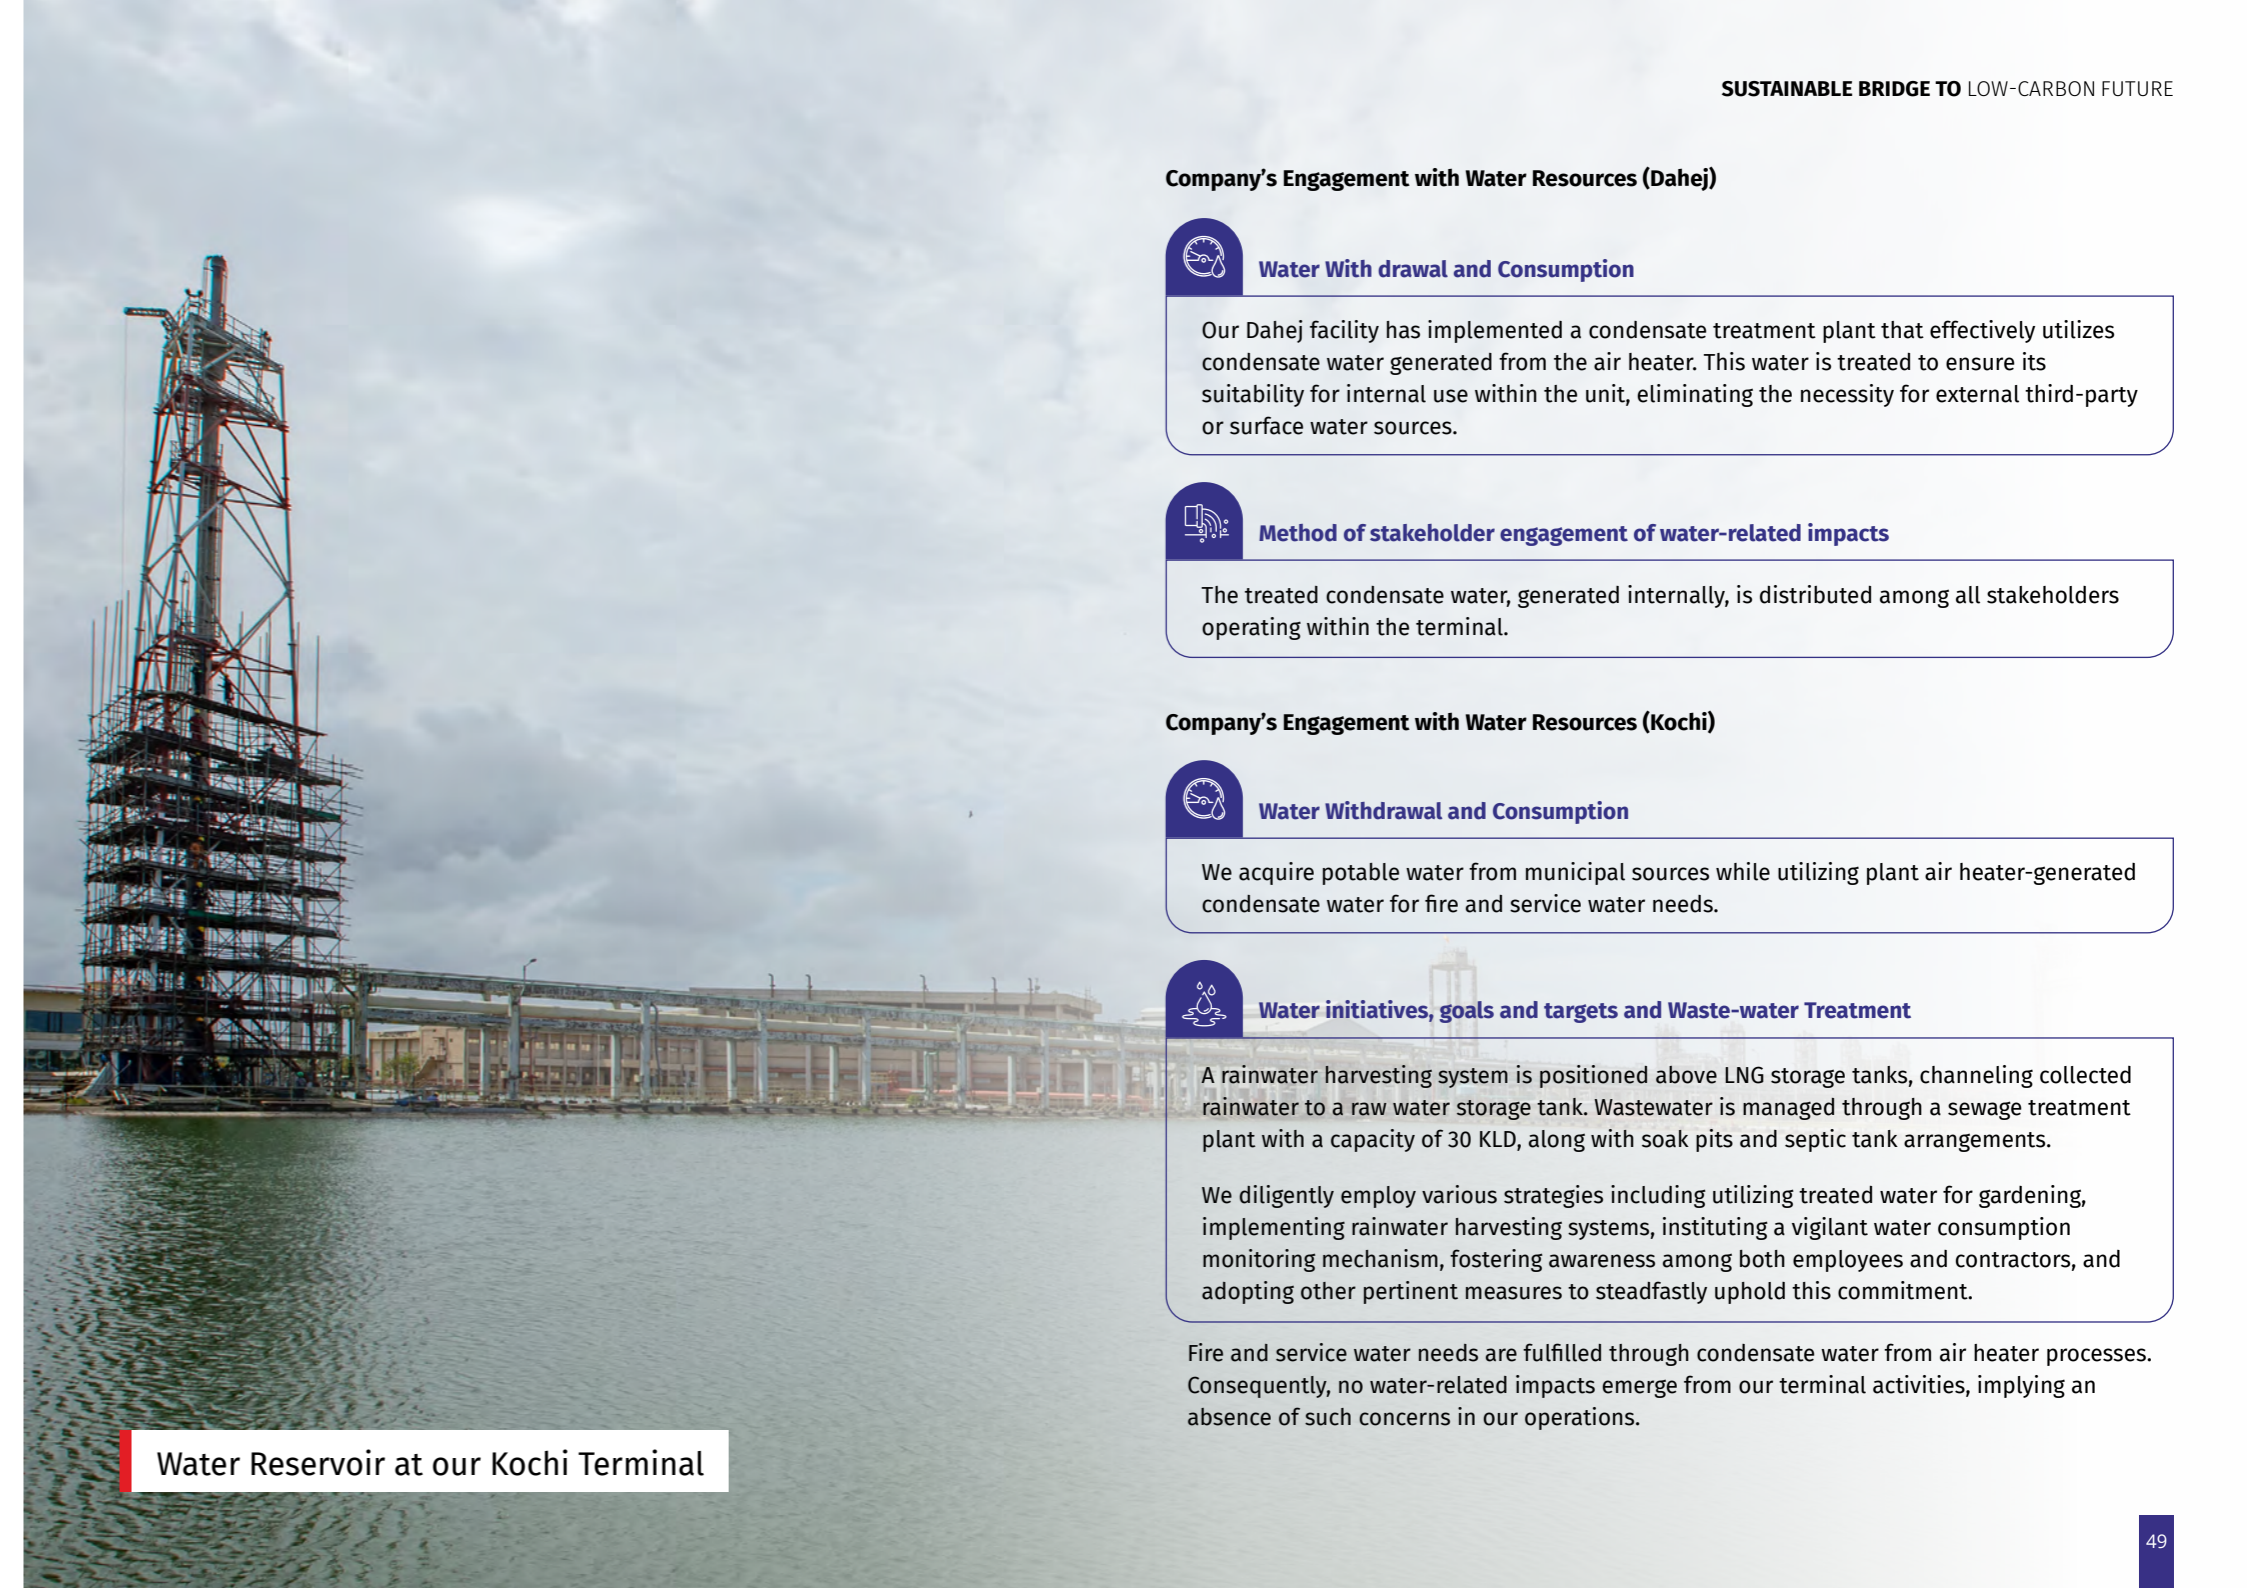 SUSTAINABLE BRIDGE TO LOW-CARBON FUTURE
Company’s Engagement with Water Resources (Dahej)
Water With drawal and Consumption
Our Dahej facility has implemented a condensate treatment plant that effectively utilizes
condensate water generated from the air heater. This water is treated to ensure its
suitability for internal use within the unit, eliminating the necessity for external third-party
or surface water sources.
Method of stakeholder engagement of water-related impacts
The treated condensate water, generated internally, is distributed among all stakeholders
operating within the terminal.
Company’s Engagement with Water Resources (Kochi)
Water Withdrawal and Consumption
We acquire potable water from municipal sources while utilizing plant air heater-generated
condensate water for fire and service water needs.
Water initiatives, goals and targets and Waste-water Treatment
A rainwater harvesting system is positioned above LNG storage tanks, channeling collected
rainwater to a raw water storage tank. Wastewater is managed through a sewage treatment
plant with a capacity of 30 KLD, along with soak pits and septic tank arrangements.
We diligently employ various strategies including utilizing treated water for gardening,
implementing rainwater harvesting systems, instituting a vigilant water consumption
monitoring mechanism, fostering awareness among both employees and contractors, and
adopting other pertinent measures to steadfastly uphold this commitment.
Fire and service water needs are fulfilled through condensate water from air heater processes.
Consequently, no water-related impacts emerge from our terminal activities, implying an
absence of such concerns in our operations.
Water Reservoir at our Kochi Terminal
49